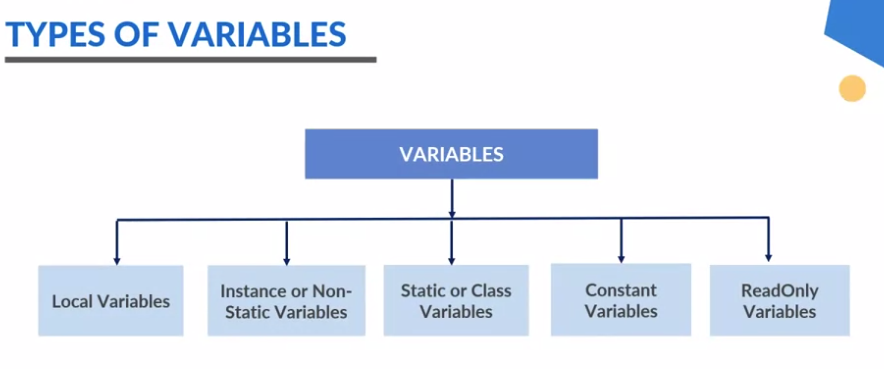 TYPES OF VARIABLES
VARIABLES
Local Variables
Instance or Non-
Static Variables
Static or Class
Variables
Constant
Variables
ReadOnly
Variables